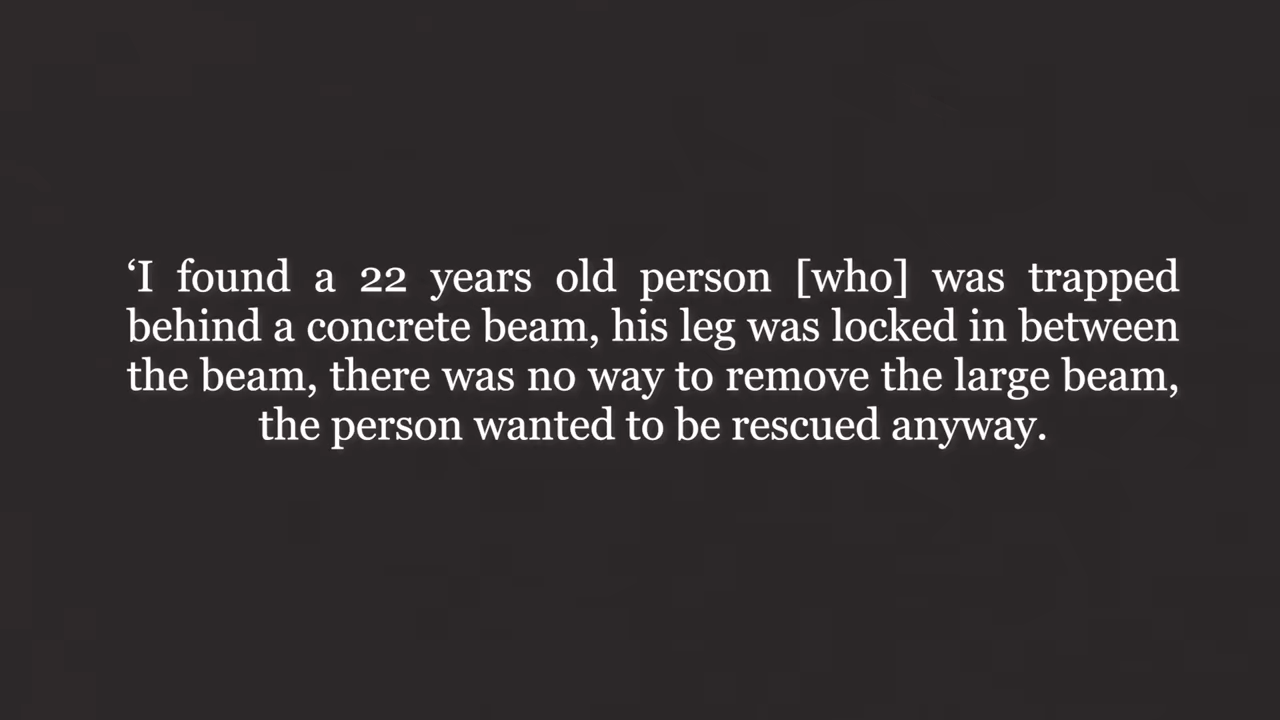 ‘I found a 22 years old person [who] was trapped
behind a concrete beam, his leg was locked in between
the beam, there was no way to remove the large beam,
the person wanted to be rescued anyway.